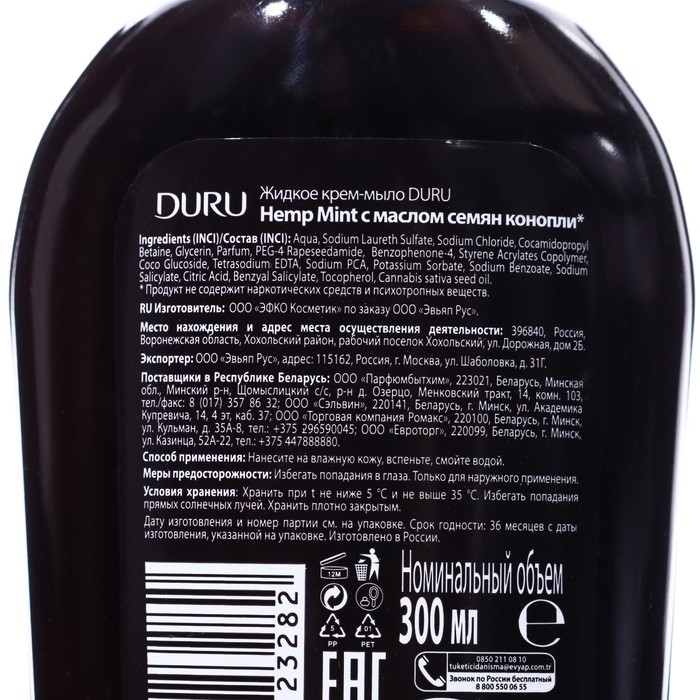 DURU Жидкое крем-мыло DURU
Hemp Mint с маслом семян конопли*
Ingredients (INCI)/Состав (INCI): Aqua, Sodium Laureth Sulfate, Sodium Chloride, Cocamidopropyl
Betaine, Glycerin, Parfum, PEG-4 Rapeseedamide, Benzophenone-4, Styrene Acrylates Copolymer,
Coco Glucoside, Tetrasodium EDTA, Sodium PCA, Potassium Sorbate, Sodium Benzoate, Sodium
Salicylate, Citric Acid, Benzyal Salicylate, Tocopherol, Cannabis sativa seed oil.
* Продукт не содержит наркотических средств и психотропных веществ.
RU Изготовитель: ООО «ЭФКО Косметик» по заказу ООО «Эвьяп Рус».
Место нахождения и адрес места осуществления деятельности: 396840, Россия,
Воронежская область, Хохольский район, рабочий поселок Хохольский, ул. Дорожная, дом 2Б.
Экспортер: ООО «Эвьяп Рус», адрес: 115162, Россия, г. Москва, ул. Шаболовка, д. 31Г.
Поставщики в Республике Беларусь: ООО «Парфюмбытхим», 223021, Беларусь, Минская
обл., Минский р-н, Щомыслицкий с/с, р-н д. Озерцо, Менковский тракт, 14, комн. 103,
тел./факс: 8 (017) 357 86 32; ООО «Сэльвин», 220141, Беларусь, г. Минск, ул. Академика
Купревича, 14, 4 эт, каб. 37; ООО "Торговая компания Ромакс", 220100, Беларусь, г. Минск,
ул. Кульман, д. 35А-8, тел.: +375 296590045; ООО «Евроторг», 220099, Беларусь, г. Минск,
ул. Казинца, 52А-22, тел.:+375 447888880.
Способ применения: Нанесите на влажную кожу, вспеньте, смойте водой.
Меры предосторожности: Избегать попадания в глаза. Только для наружного применения.
Условия хранения: Хранить при t не ниже 5 °C и не выше 35 °C. Избегать попадания
прямых солнечных лучей. Хранить плотно закрытым.
Дату изготовления и номер партии см. на упаковке. Срок годности: 36 месяцев с даты
изготовления, указанной на упаковке. Изготовлено в России.
12M
5
PP
01
PET
Номинальный объем
300 мл e
0850 211 08 10
tuketicidanisma@evyap.com.tr
Звонок по России бесплатный
8 800 550 06 55
23282
EAC